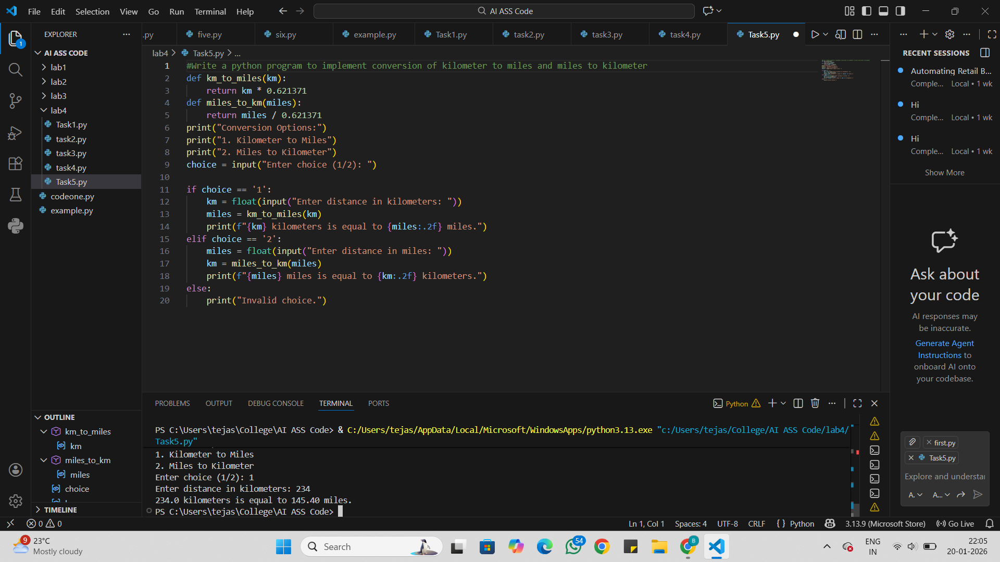 File Edit Selection View Go Run Terminal Help
AI ASS Code
EXPLORER
1
AI ASS CODE
lab1
lab2
lab3
lab4
Task1.py
task2.py
task3.py
task4.py
Task5.py
codeone.py
example.py
OUTLINE
km_to_miles
km
miles_to_km
miles
choice
TIMELINE
.py five.py six.py example.py Task1.py task2.py task3.py task4.py Task5.py
lab4 > Task5.py > ...
1 #Write a python program to implement conversion of kilometer to miles and miles to kilometer
2 def km_to_miles(km):
3     return km * 0.621371
4 def miles_to_km(miles):
5     return miles / 0.621371
6 print("Conversion Options:")
7 print("1. Kilometer to Miles")
8 print("2. Miles to Kilometer")
9 choice = input("Enter choice (1/2): ")
10
11 if choice == '1':
12     km = float(input("Enter distance in kilometers: "))
13     miles = km_to_miles(km)
14     print(f"{km} kilometers is equal to {miles:.2f} miles.")
15 elif choice == '2':
16     miles = float(input("Enter distance in miles: "))
17     km = miles_to_km(miles)
18     print(f"{miles} miles is equal to {km:.2f} kilometers.")
19 else:
20     print("Invalid choice.")
PROBLEMS OUTPUT DEBUG CONSOLE TERMINAL PORTS
Python
PS C:\Users\tejas\College\AI ASS Code> & C:/Users/tejas/AppData/Local/Microsoft/WindowsApps/python3.13.exe "c:/Users/tejas/College/AI ASS Code/lab4/
Task5.py"
1. Kilometer to Miles
2. Miles to Kilometer
Enter choice (1/2): 1
Enter distance in kilometers: 234
234.0 kilometers is equal to 145.40 miles.
PS C:\Users\tejas\College\AI ASS Code>
RECENT SESSIONS
Automating Retail B...
Comple... Local • 1 wk
Hi
Comple... Local • 1 wk
Hi
Comple... Local • 1 wk
Show More
Ask about
your code
AI responses may
be inaccurate.
Generate Agent
Instructions to
onboard AI onto
your codebase.
first.py
Task5.py
Explore and understa
A. A...
0 0
Ln 1, Col 1 Spaces: 4 UTF-8 CRLF {} Python 3.13.9 (Microsoft Store) Go Live
9
23°C
Mostly cloudy
Search
54
B
ENG
IN
22:05
20-01-2026